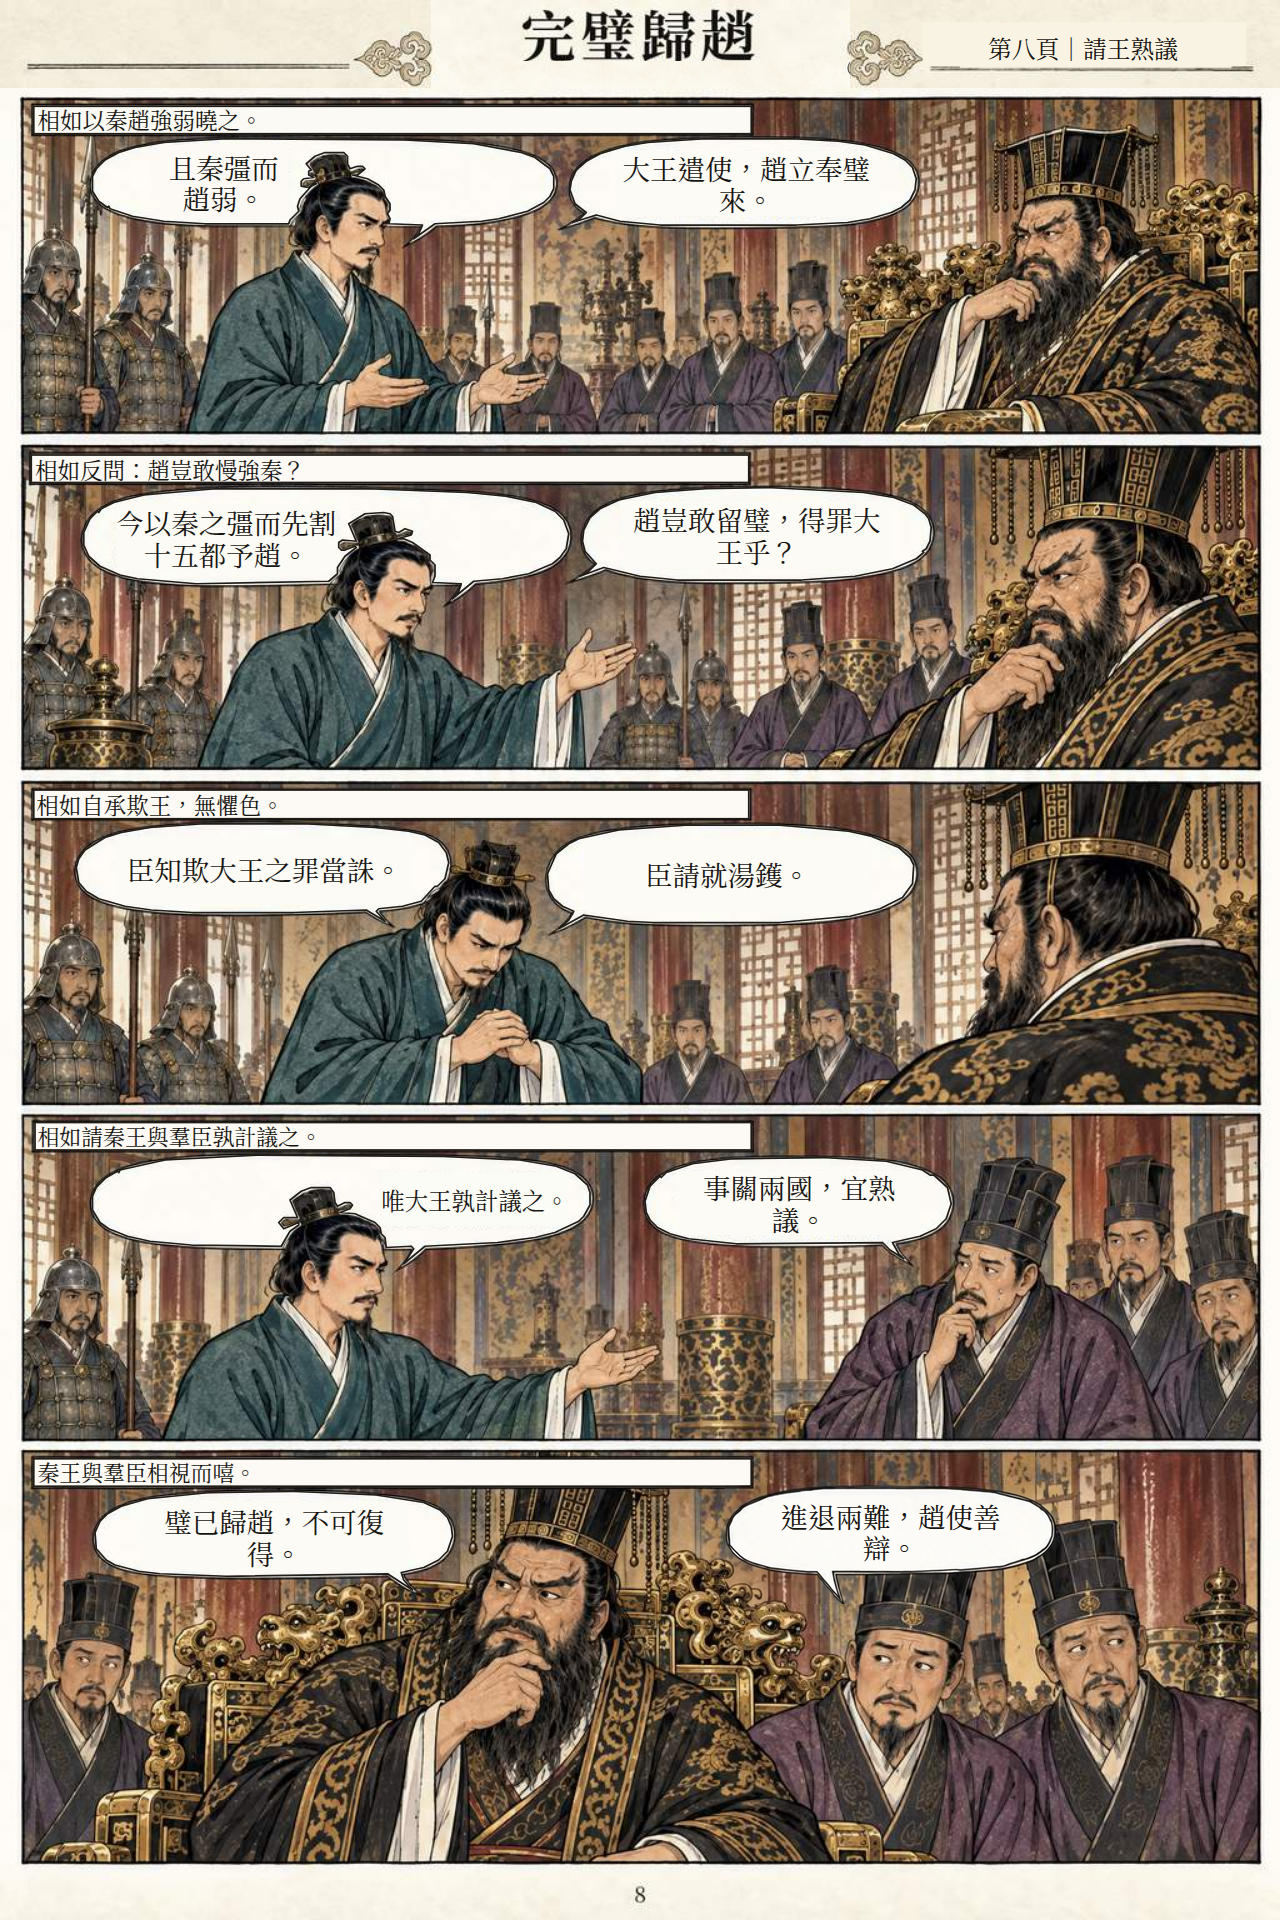 完璧歸趙
第八頁｜請王熟議
相如以秦趙強弱曉之。
且秦彊而
趙弱。
大王遣使，趙立奉璧
來。
相如反問：趙豈敢慢強秦？
今以秦之彊而先割
十五都予趙。
趙豈敢留璧，得罪大
王乎？
相如自承欺王，無懼色。
臣知欺大王之罪當誅。
臣請就湯鑊。
相如請秦王與羣臣孰計議之。
唯大王孰計議之。
事關兩國，宜熟
議。
秦王與羣臣相視而嘻。
璧已歸趙，不可復
得。
進退兩難，趙使善
辯。
8